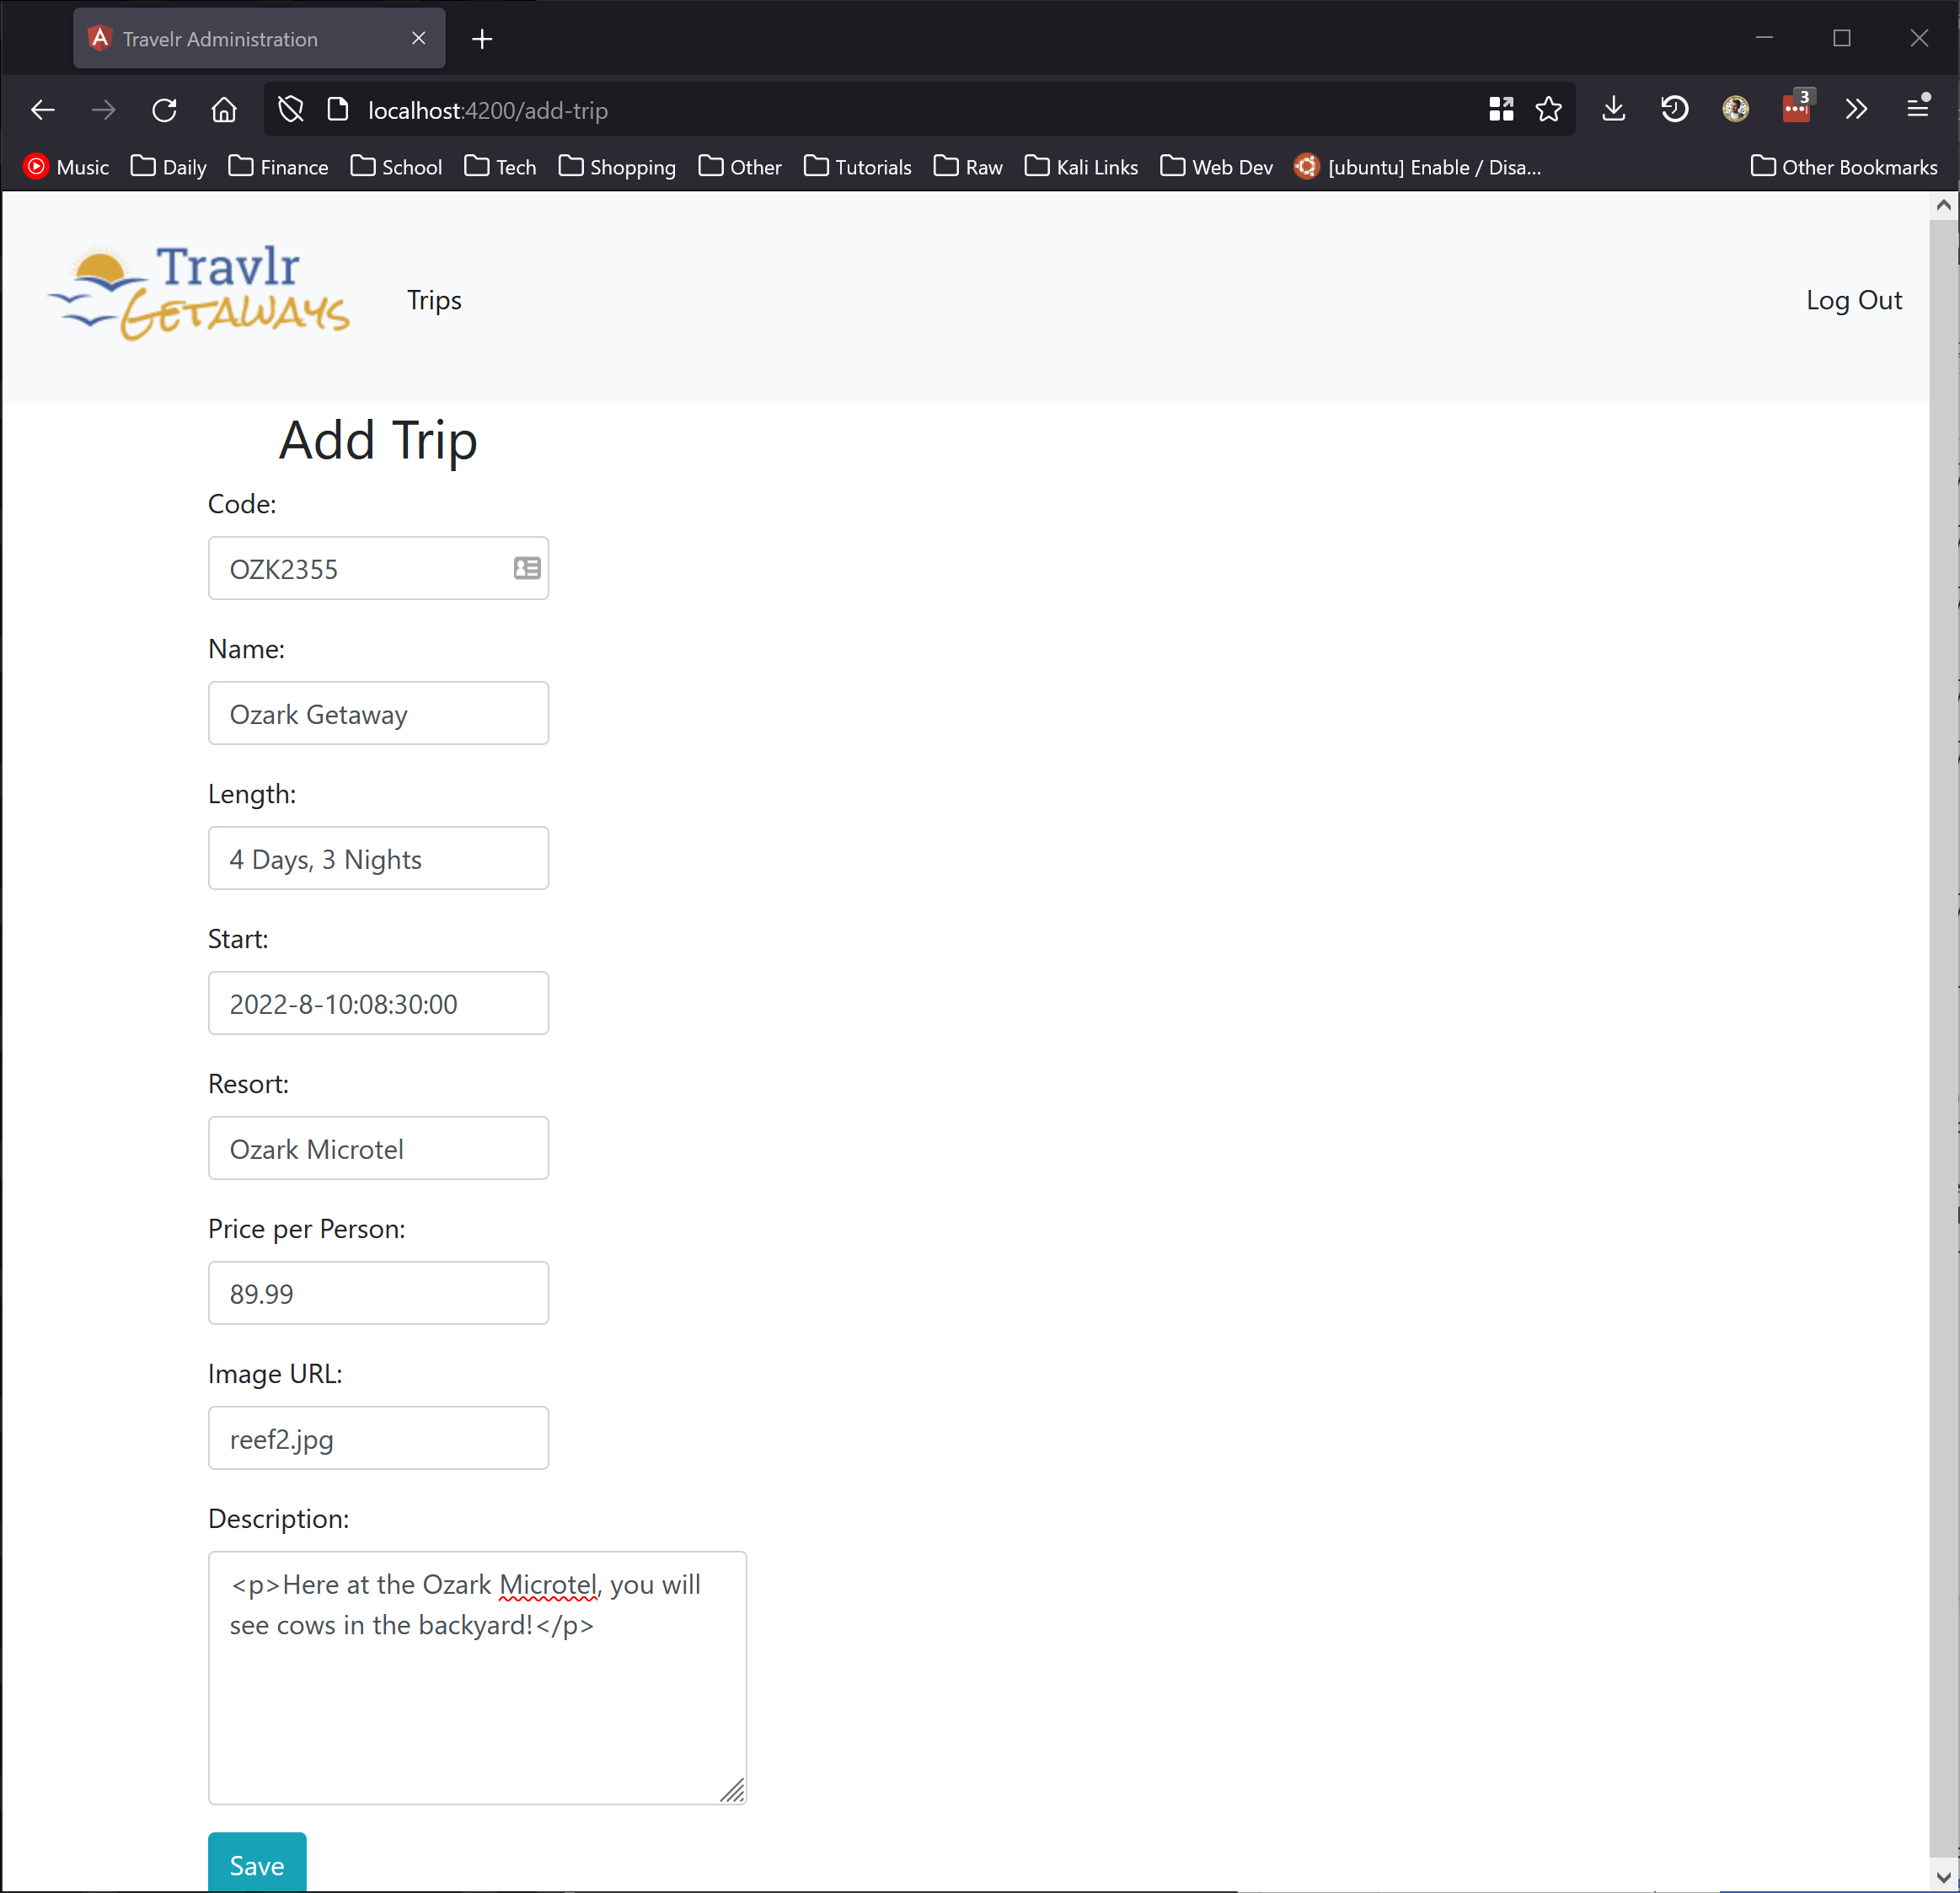 Travelr Administration
localhost:4200/add-trip
3
Music Daily Finance School Tech Shopping Other Tutorials Raw Kali Links Web Dev [ubuntu] Enable / Disa... Other Bookmarks
Travlr
GETAWAYS
Trips
Log Out
Add Trip
Code:
OZK2355
Name:
Ozark Getaway
Length:
4 Days, 3 Nights
Start:
2022-8-10:08:30:00
Resort:
Ozark Microtel
Price per Person:
89.99
Image URL:
reef2.jpg
Description:
<p>Here at the Ozark Microtel, you will
see cows in the backyard!</p>
Save